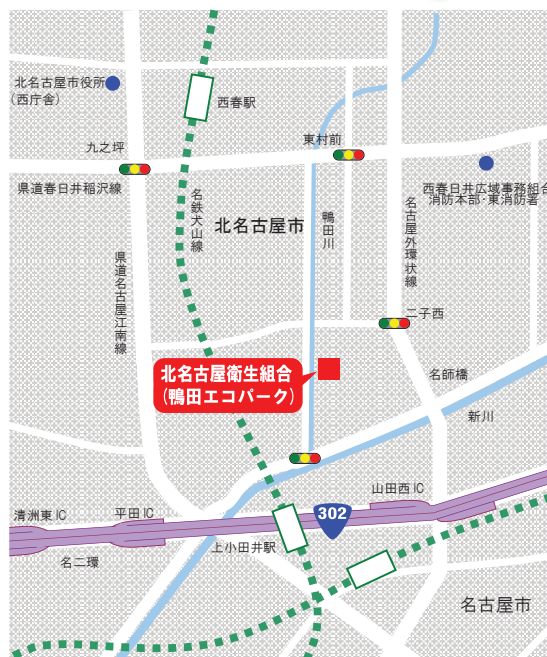 北名古屋市役所
（西庁舎）
西春駅
九之坪
東村前
県道春日井稲沢線
西春日井広域事務組合
消防本部・東消防署
名鉄犬山線
北名古屋市
鴨田川
名古屋外環状線
県道名古屋江南線
二子西
北名古屋衛生組合
(鴨田エコパーク)
名師橋
新川
山田西IC
302
清洲東IC
平田IC
上小田井駅
名二環
名古屋市